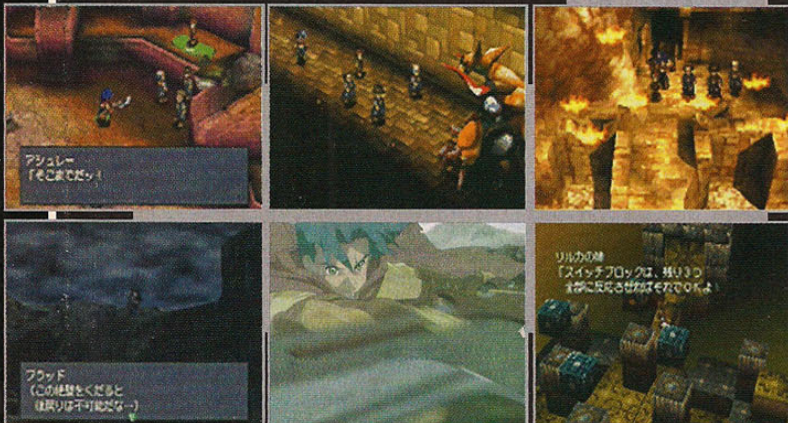 アシュレー
「そこまでだッ!
ブラッド
(この絶壁をくだると
後戻りは不可能だな…)
リルカの姉
「スイッチブロックは、残り3つ
全部に反応させればそれでOKよ